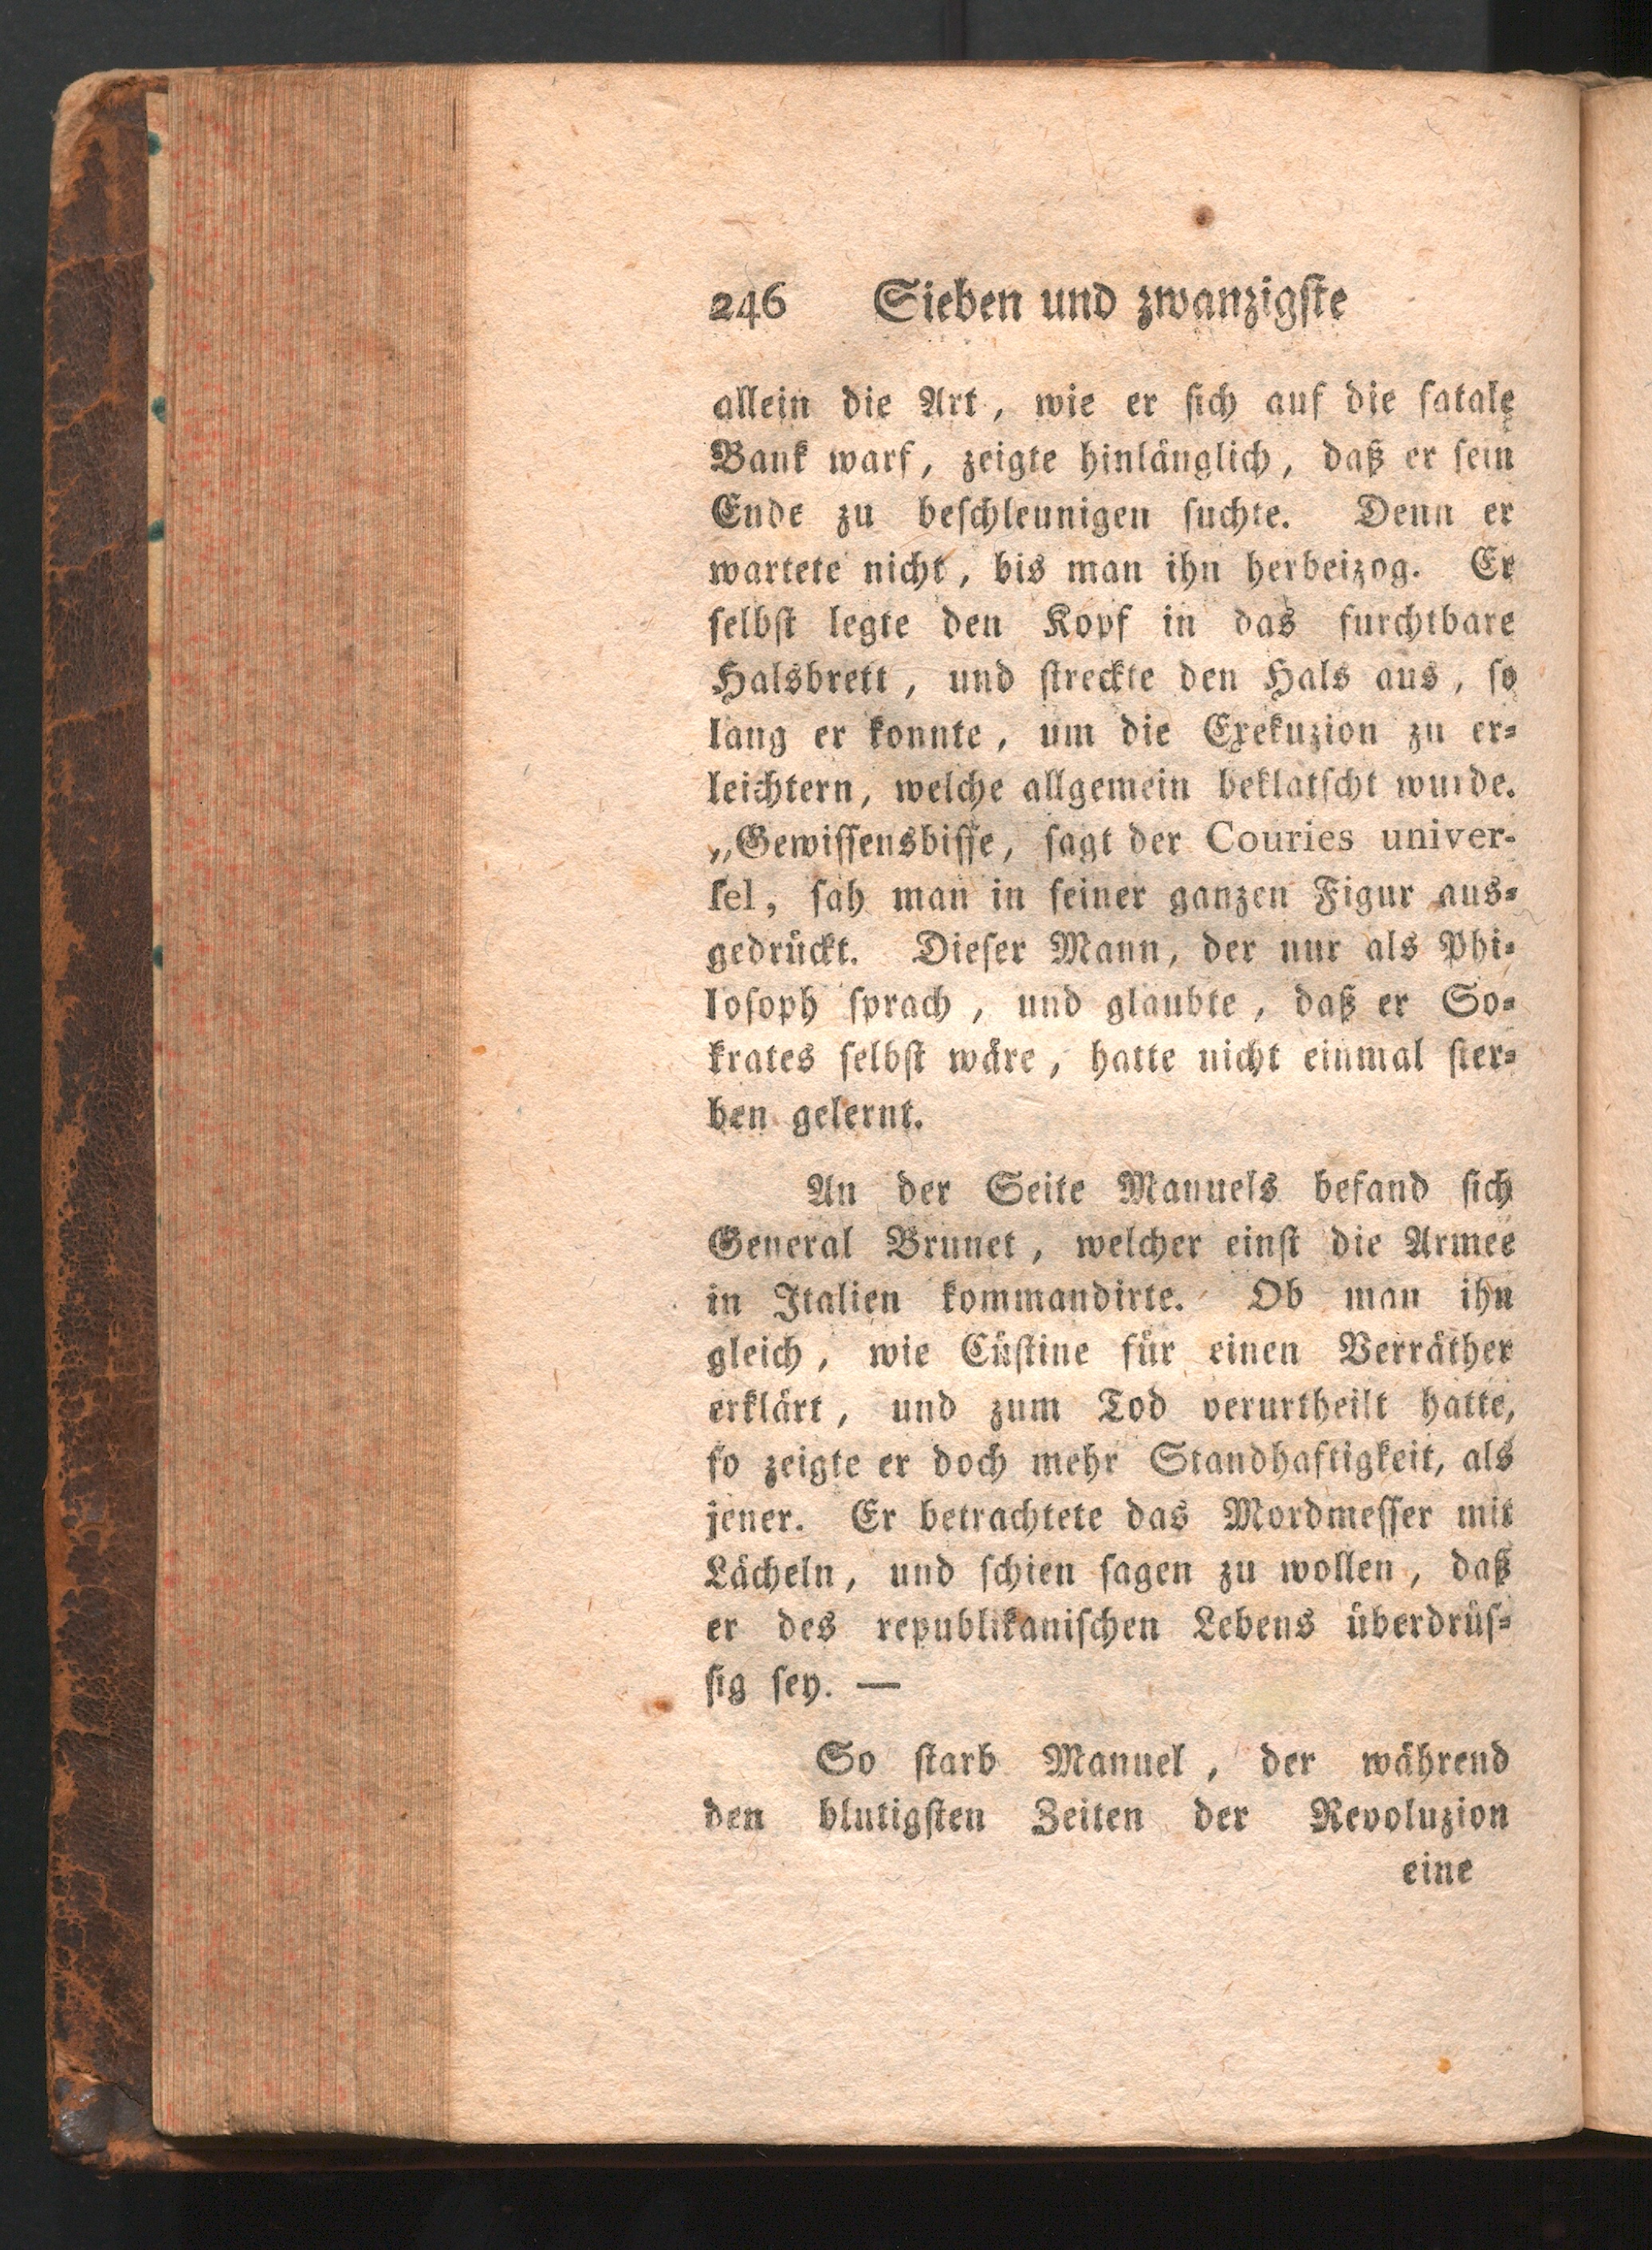 246 Sieben und zwanzigſte
allein die Art, wie er ſich auf die fatale
Bank warf, zeigte hinlänglich, daß er ſein
Ende zu beſchleunigen ſuchte. Denn er
wartete nicht, bis man ihn herbeizog. Er
ſelbſt legte den Kopf in das furchtbare
Halsbrett, und ſtreckte den Hals aus, ſo
lang er konnte, um die Exekuzion zu er⸗
leichtern, welche allgemein beklatſcht wurde.
„Gewiſſensbiſſe, ſagt der Couries univer-
ſel, ſah man in ſeiner ganzen Figur aus⸗
gedrückt. Dieſer Mann, der nur als Phi⸗
loſoph ſprach, und glaubte, daß er So⸗
krates ſelbſt wäre, hatte nicht einmal ſter⸗
ben gelernt.
An der Seite Manuels befand ſich
General Brunet, welcher einſt die Armee
in Italien kommandirte. Ob man ihn
gleich, wie Cüſtine für einen Verräther
erklärt, und zum Tod verurtheilt hatte,
ſo zeigte er doch mehr Standhaftigkeit, als
jener. Er betrachtete das Mordmeſſer mit
Lächeln, und ſchien ſagen zu wollen, daß
er des republikaniſchen Lebens überdrüſ⸗
ſig ſey. —
So ſtarb Manuel, der während
den blutigſten Zeiten der Revoluzion
eine